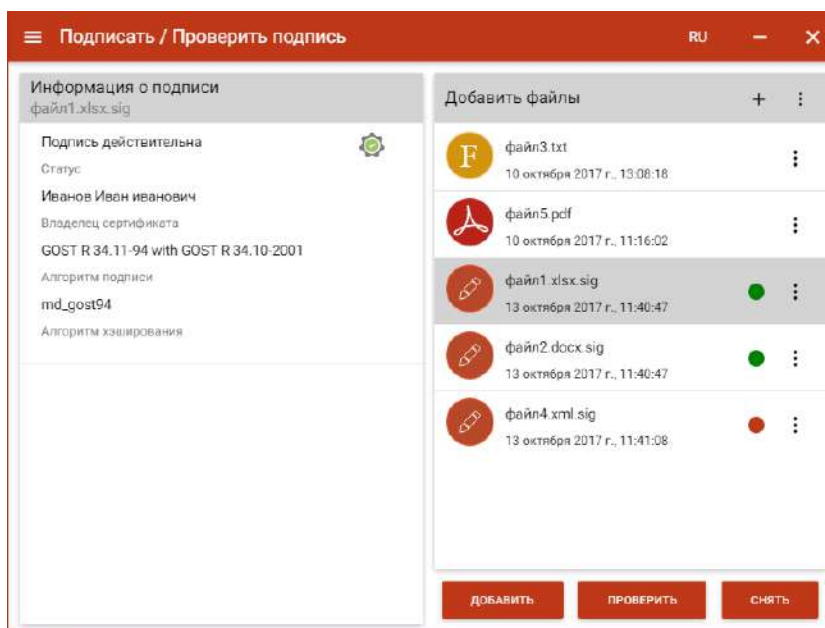 Подписать / Проверить подпись
RU
Информация о подписи
файл1.xlsx.sig
Подпись действительна
Статус
Иванов Иван иванович
Владелец сертификата
GOST R 34.11-94 with GOST R 34.10-2001
Алгоритм подписи
md_gost94
Алгоритм хэширования
Добавить файлы
F
файл3.txt
10 октября 2017 г., 13:08:18
файл5.pdf
10 октября 2017 г., 11:16:02
файл1.xlsx.sig
13 октября 2017 г., 11:40:47
файл2.docx.sig
13 октября 2017 г., 11:40:47
файл4.xml.sig
13 октября 2017 г., 11:41:08
ДОБАВИТЬ
ПРОВЕРИТЬ
СНЯТЬ